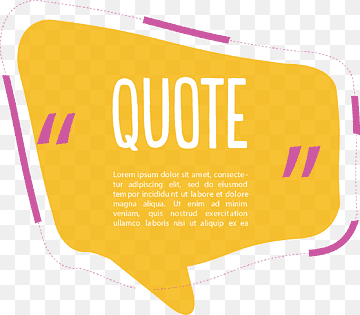 QUOTE
Lorem ipsum dolor sit amet, consecte-
tur adipiscing elit, sed do eiusmod
tempor incididunt ut labore et dolore
magna aliqua. Ut enim ad minim
veniam, quis nostrud exercitation
ullamco laboris nisi ut aliquip ex ea